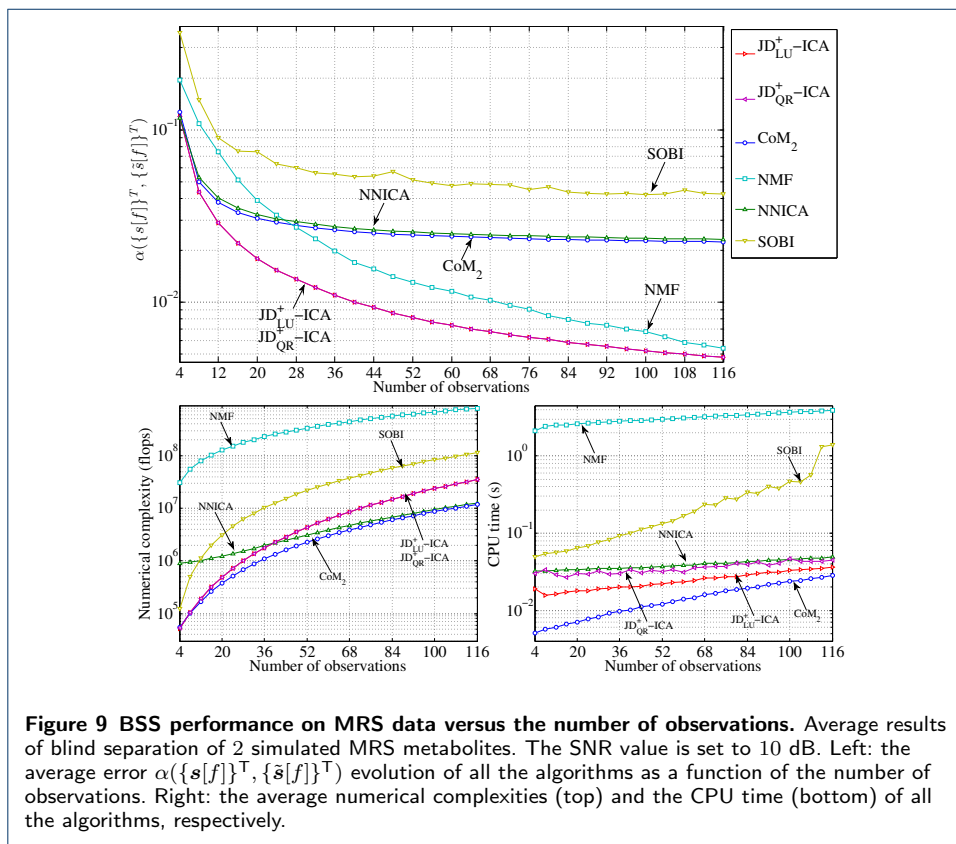 α({s[f]}^T, {s̃[f]}^T)
10^-1
10^-2
SOBI
NNICA
CoM₂
NMF
JD⁺_LU–ICA
JD⁺_QR–ICA
4 12 20 28 36 44 52 60 68 76 84 92 100 108 116
Number of observations
JD⁺_LU–ICA
JD⁺_QR–ICA
CoM₂
NMF
NNICA
SOBI
Numerical complexity (flops)
10^8
10^7
10^6
10^5
NMF
SOBI
NNICA
JD⁺_LU–ICA
JD⁺_QR–ICA
CoM₂
4 20 36 52 68 84 100 116
Number of observations
CPU time (s)
10^0
10^-1
10^-2
NMF
SOBI
NNICA
JD⁺_QR–ICA
JD⁺_LU–ICA
CoM₂
4 20 36 52 68 84 100 116
Number of observations
Figure 9 BSS performance on MRS data versus the number of observations. Average results
of blind separation of 2 simulated MRS metabolites. The SNR value is set to 10 dB. Left: the
average error α({s[f]}^T, {s̃[f]}^T) evolution of all the algorithms as a function of the number of
observations. Right: the average numerical complexities (top) and the CPU time (bottom) of all
the algorithms, respectively.